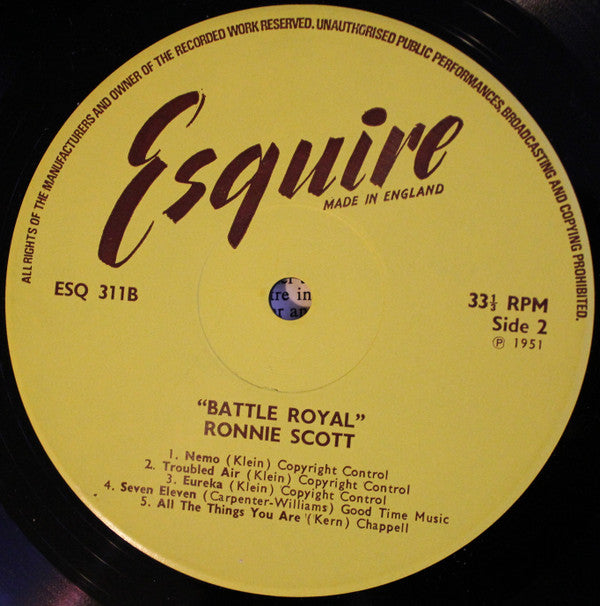 ALL RIGHTS OF THE MANUFACTURERS AND OWNER OF THE RECORDED WORK RESERVED. UNAUTHORISED PUBLIC PERFORMANCES, BROADCASTING AND COPYING PROHIBITED.
Esquire
MADE IN ENGLAND
ESQ 311B
33⅓ RPM
Side 2
℗ 1951
"BATTLE ROYAL"
RONNIE SCOTT
1. Nemo (Klein) Copyright Control
2. Troubled Air (Klein) Copyright Control
3. Eureka (Klein) Copyright Control
4. Seven Eleven (Carpenter-Williams) Good Time Music
5. All The Things You Are (Kern) Chappell